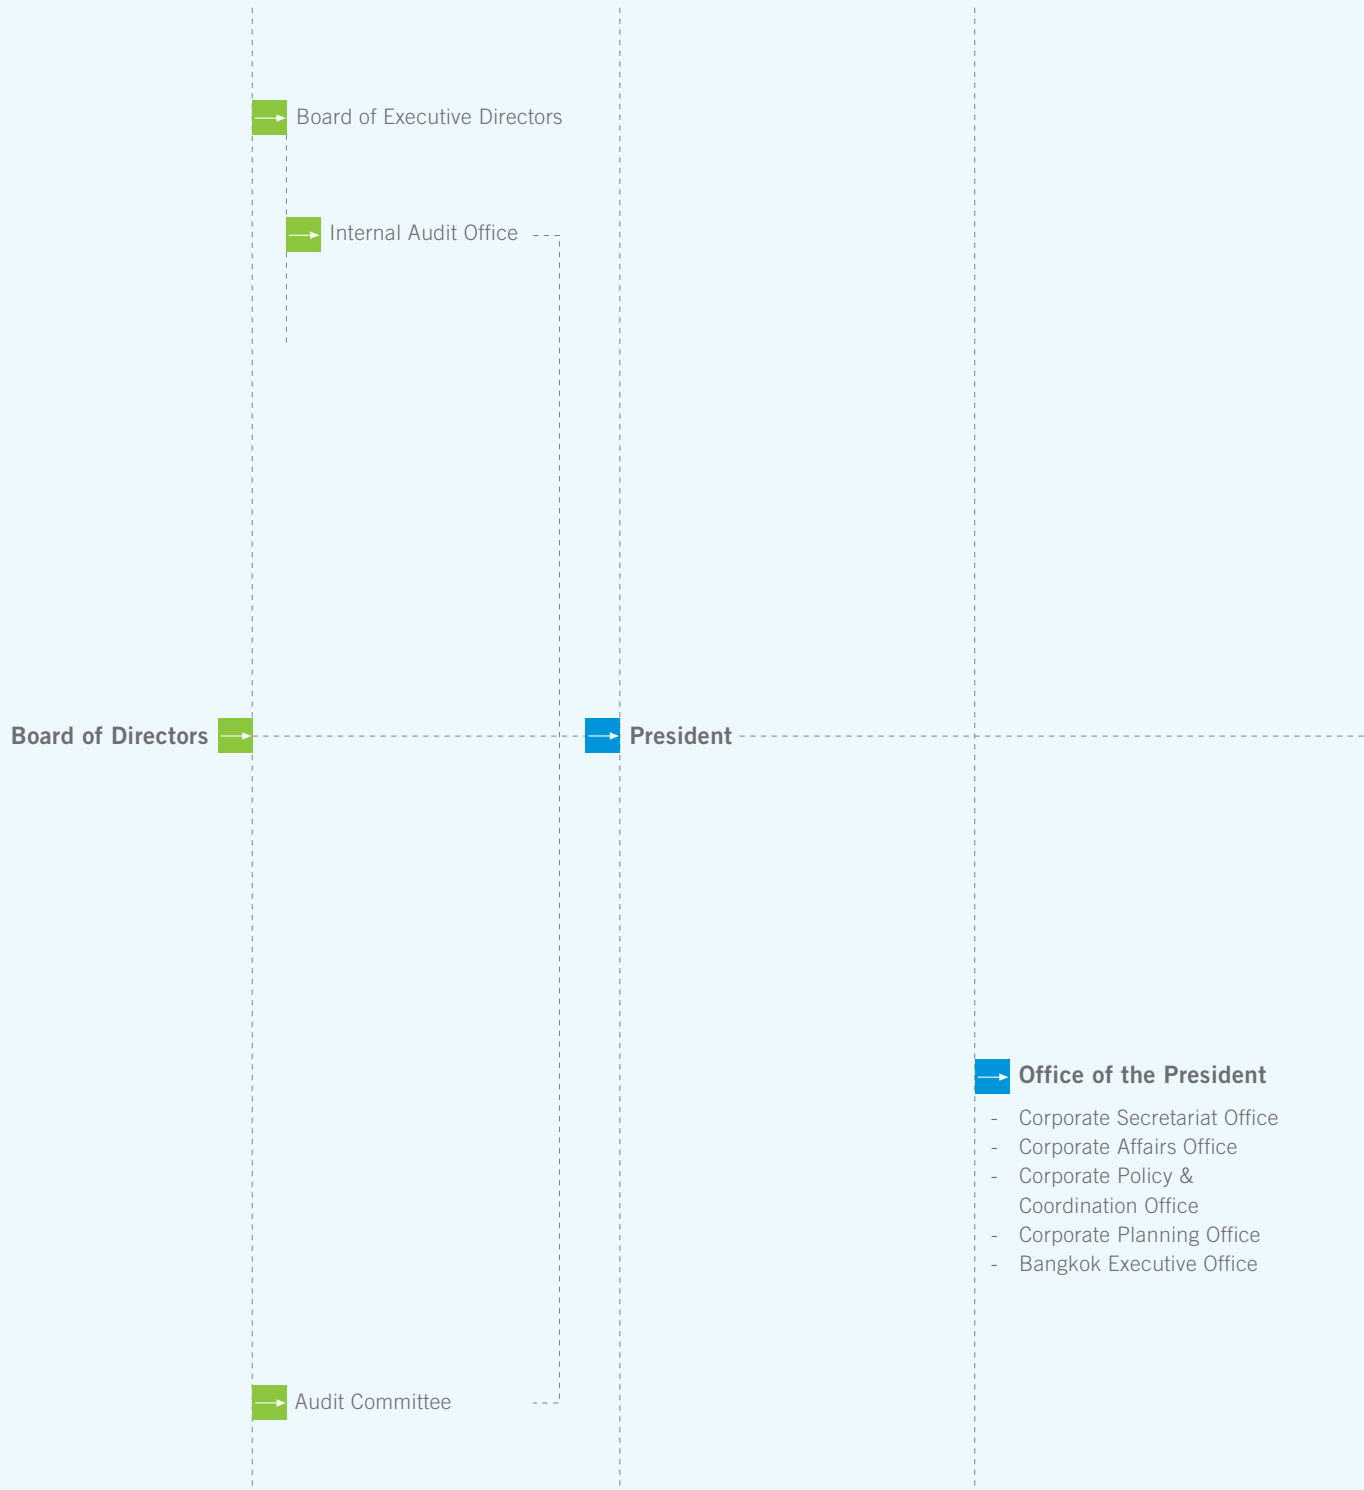 Board of Executive Directors
Internal Audit Office
Board of Directors
President
Office of the President
- Corporate Secretariat Office
- Corporate Affairs Office
- Corporate Policy &
Coordination Office
- Corporate Planning Office
- Bangkok Executive Office
Audit Committee